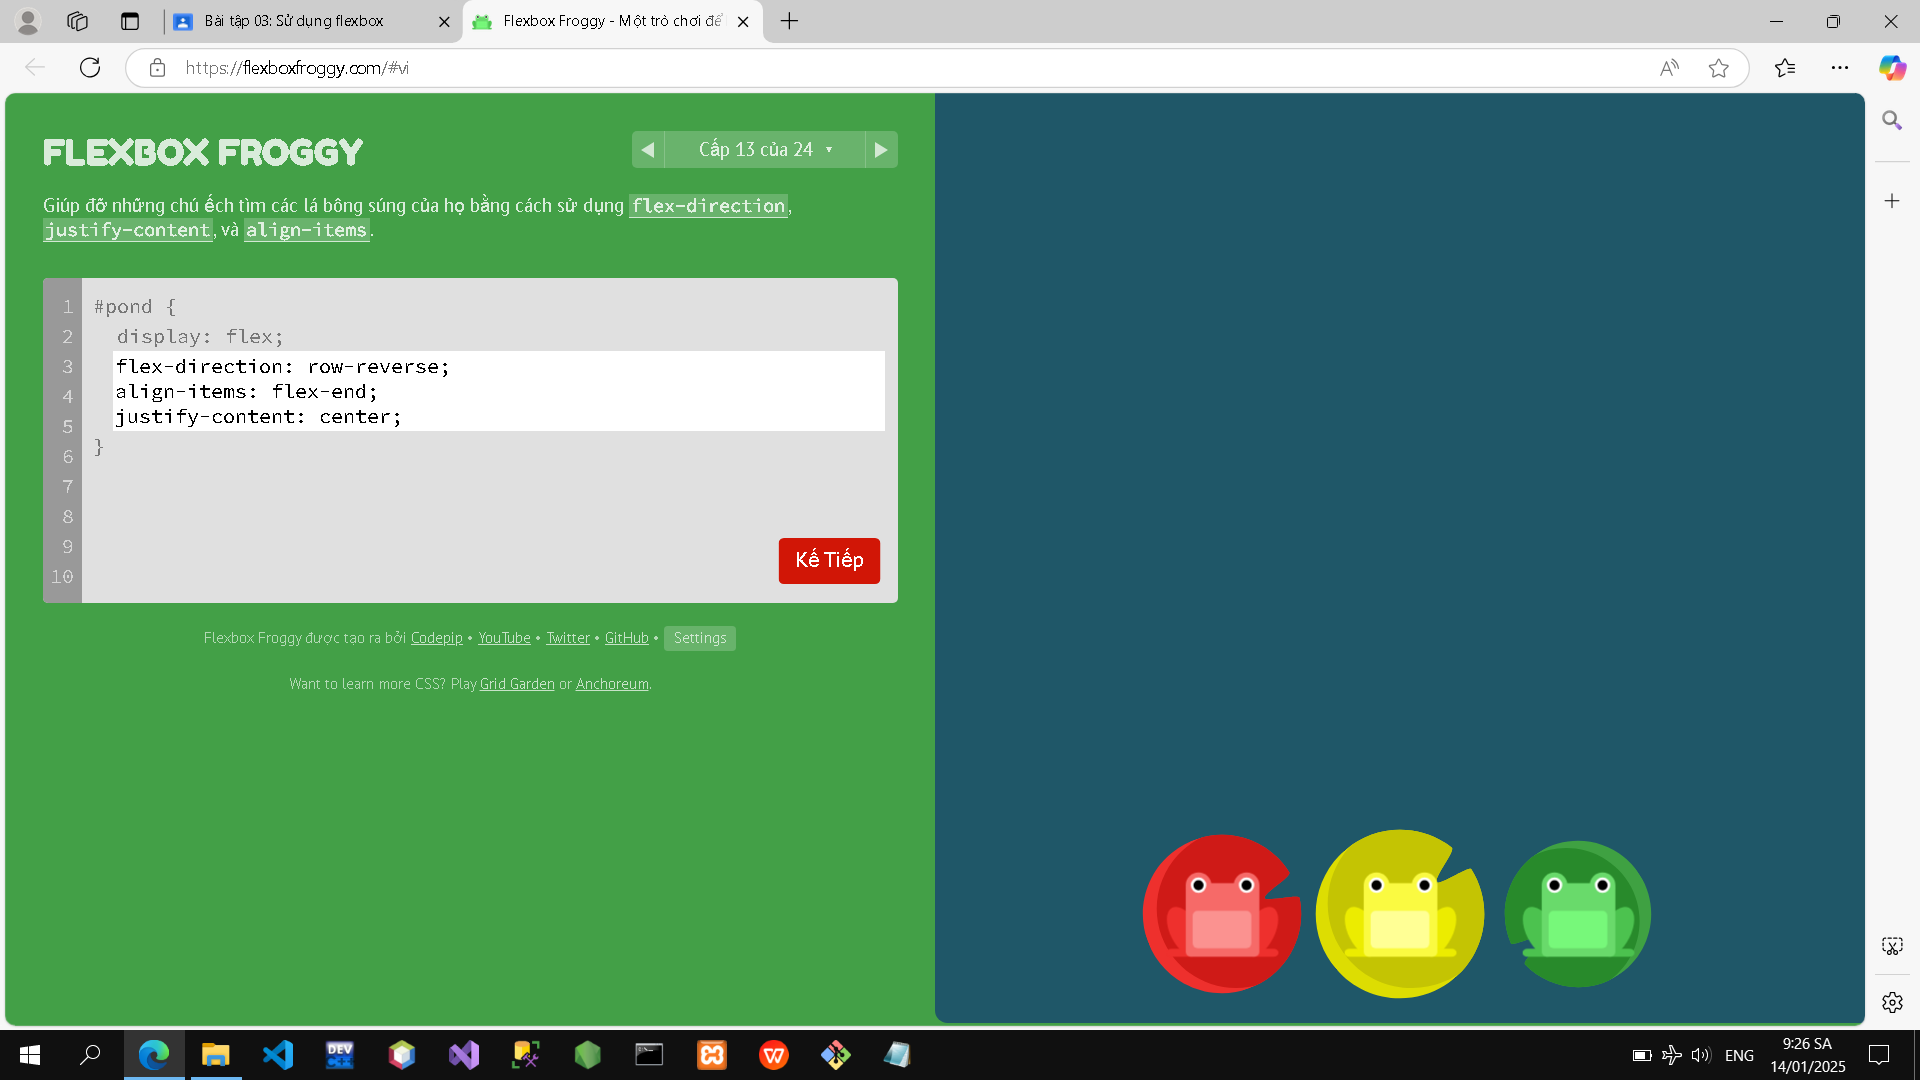 Bài tập 03: Sử dụng flexbox
Flexbox Froggy - Một trò chơi để
https://flexboxfroggy.com/#vi
FLEXBOX FROGGY
Cấp 13 của 24
Giúp đỡ những chú ếch tìm các lá bông súng của họ bằng cách sử dụng flex-direction,
justify-content, và align-items.
1 #pond {
2 display: flex;
3 flex-direction: row-reverse;
4 align-items: flex-end;
5 justify-content: center;
6 }
7
8
9
10
Kế Tiếp
Flexbox Froggy được tạo ra bởi Codepip • YouTube • Twitter • GitHub • Settings
Want to learn more CSS? Play Grid Garden or Anchoreum.
DEV
C++
ENG
9:26 SA
14/01/2025